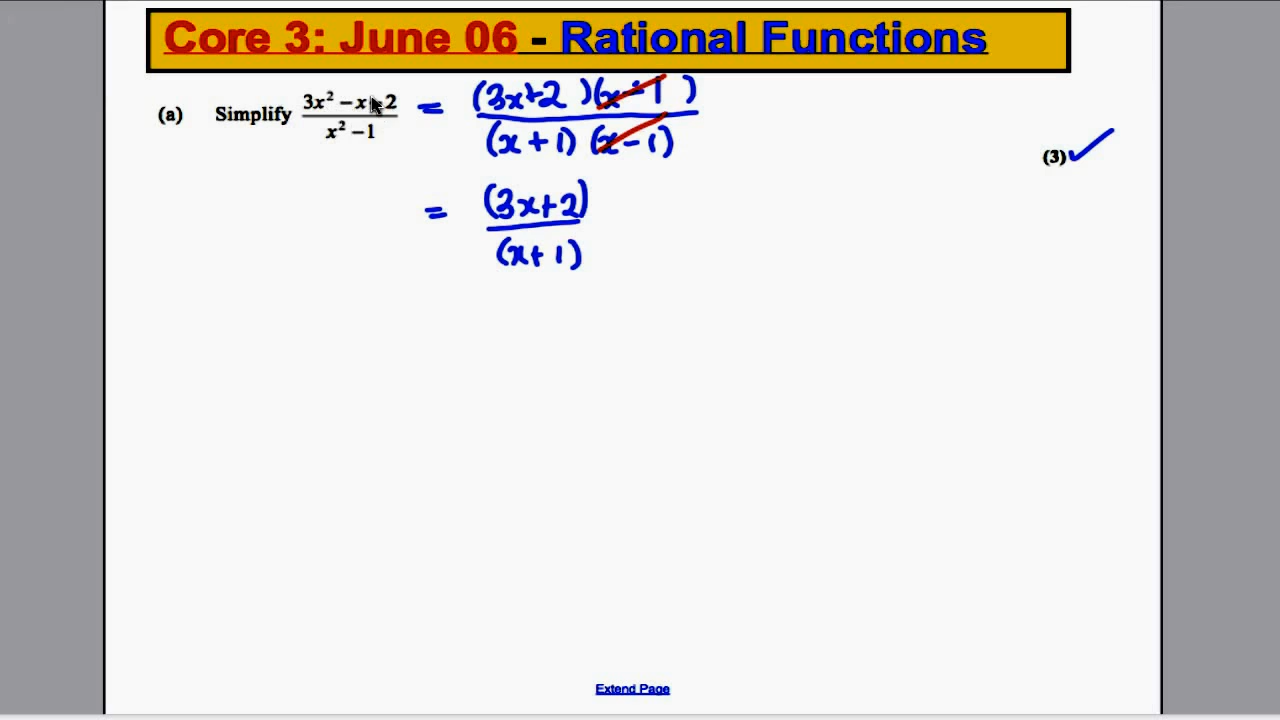 Core 3: June 06 - Rational Functions
(a) Simplify (3x² – x – 2)/(x² – 1) = ((3x+2)(x-1))/((x+1)(x-1))
(3)✓
= (3x+2)/(x+1)
Extend Page